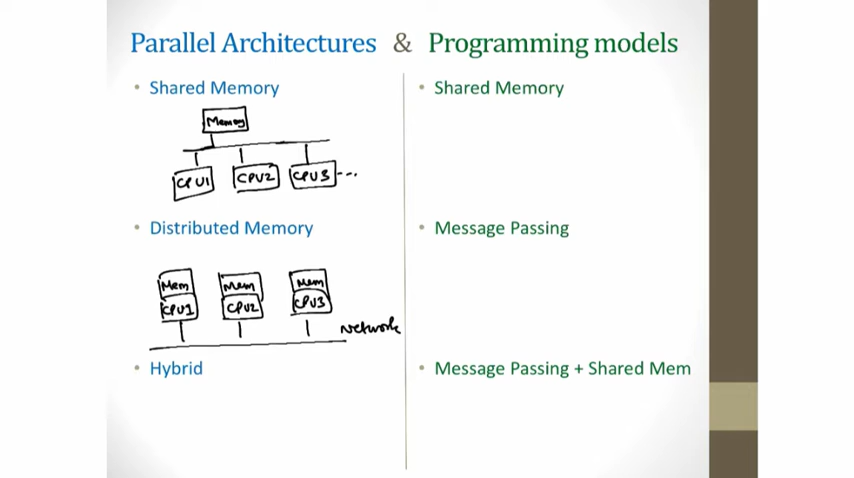 Parallel Architectures & Programming models
• Shared Memory
• Shared Memory
Memory
CPU1 CPU2 CPU3 ---
• Distributed Memory
• Message Passing
Mem Mem Mem
CPU1 CPU2 CPU3
Network
• Hybrid
• Message Passing + Shared Mem